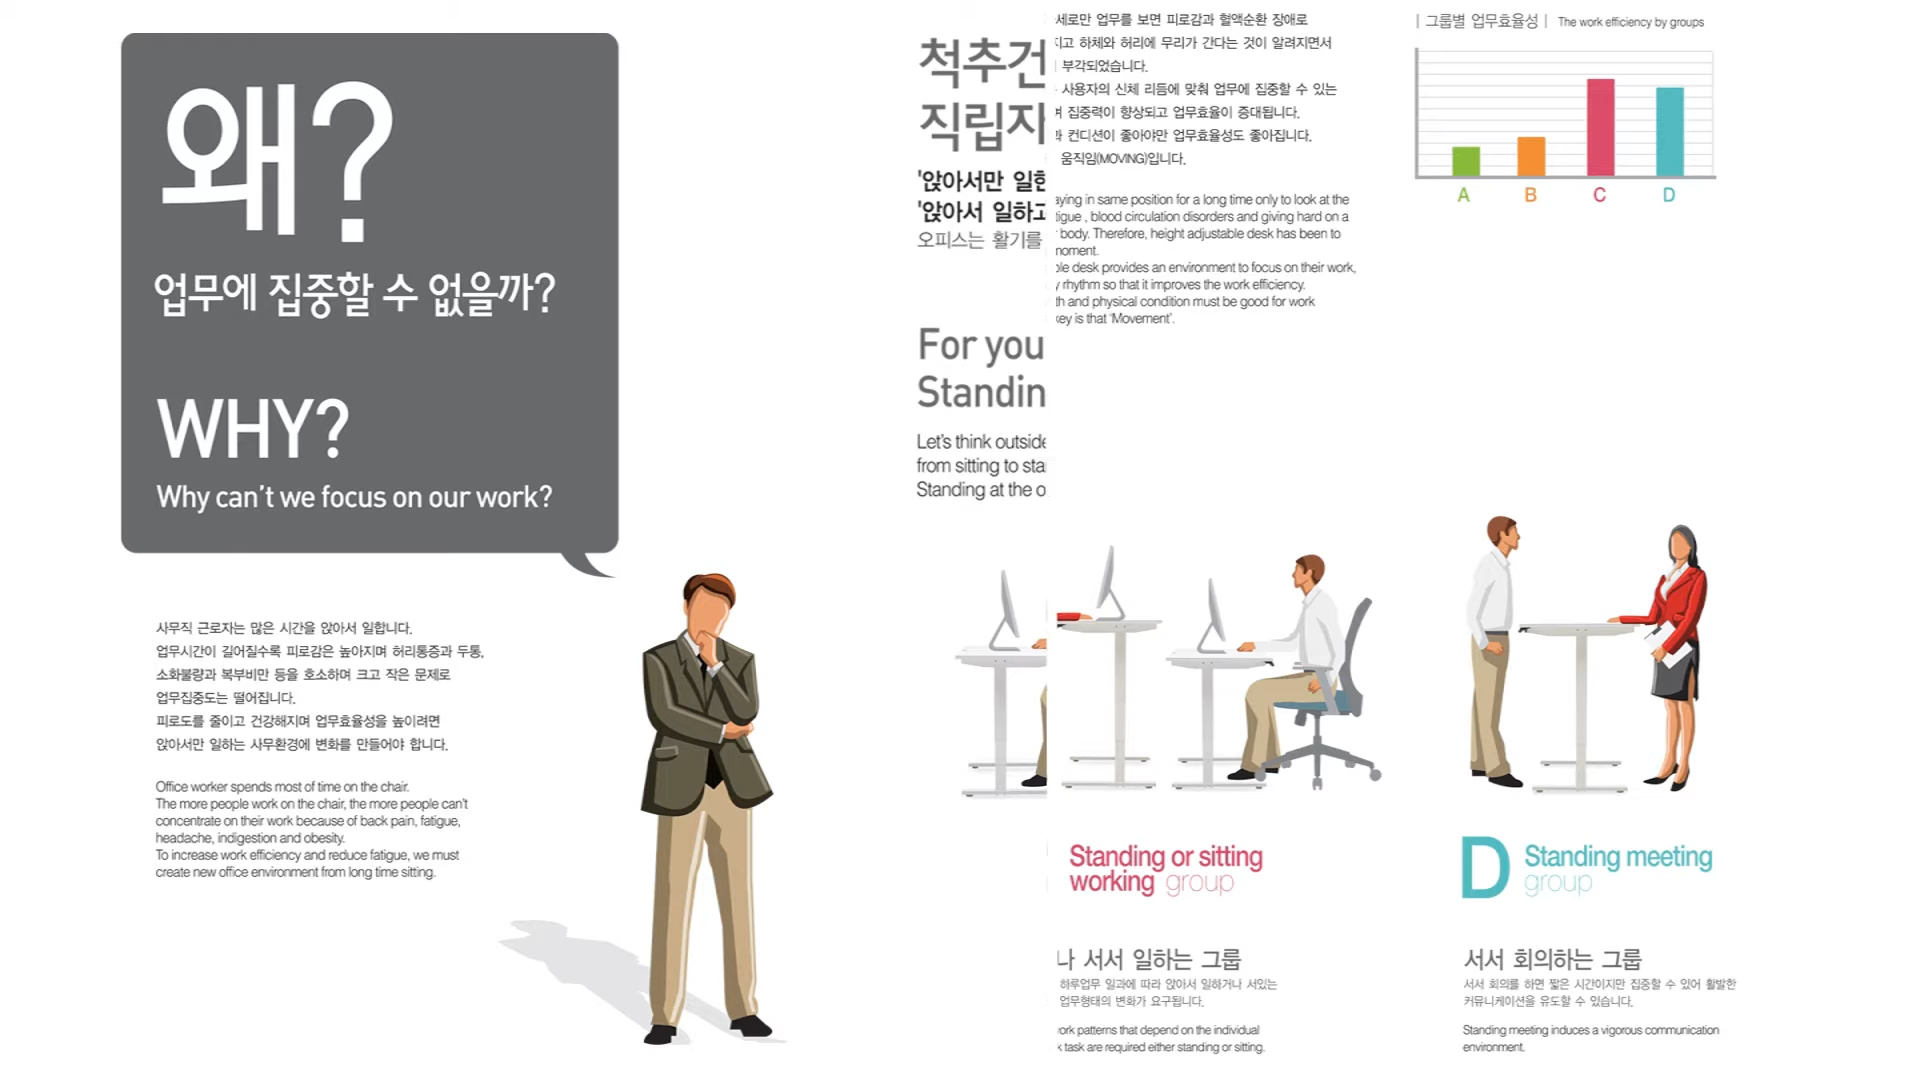 왜?
업무에 집중할 수 없을까?
WHY?
Why can't we focus on our work?
사무직 근로자는 많은 시간을 앉아서 일합니다.
업무시간이 길어질수록 피로감은 높아지며 허리통증과 두통,
소화불량과 복부비만 등을 호소하며 크고 작은 문제로
업무집중도는 떨어집니다.
피로도를 줄이고 건강해지며 업무효율성을 높이려면
앉아서만 일하는 사무환경에 변화를 만들어야 합니다.
Office worker spends most of time on the chair.
The more people work on the chair, the more people can't
concentrate on their work because of back pain, fatigue,
headache, indigestion and obesity.
To increase work efficiency and reduce fatigue, we must
create new office environment from long time sitting.
척추건
직립자
'앉아서만 일한
'앉아서 일하고
오피스는 활기를
For you
Standin
Let's think outside
from sitting to sta
Standing at the o
세로만 업무를 보면 피로감과 혈액순환 장애로
지고 하체와 허리에 무리가 간다는 것이 알려지면서
부각되었습니다.
사용자의 신체 리듬에 맞춰 업무에 집중할 수 있는
며 집중력이 향상되고 업무효율이 증대됩니다.
과 컨디션이 좋아야만 업무효율성도 좋아집니다.
움직임(MOVING)입니다.
aying in same position for a long time only to look at the
tigue , blood circulation disorders and giving hard on a
body. Therefore, height adjustable desk has been to
moment.
ble desk provides an environment to focus on their work,
y rhythm so that it improves the work efficiency.
th and physical condition must be good for work
key is that 'Movement'.
| 그룹별 업무효율성 | The work efficiency by groups
A B C D
Standing or sitting
working group
나 서서 일하는 그룹
하루업무 일과에 따라 앉아서 일하거나 서있는
업무형태의 변화가 요구됩니다.
ork patterns that depend on the individual
k task are required either standing or sitting.
D Standing meeting
group
서서 회의하는 그룹
서서 회의를 하면 짧은 시간이지만 집중할 수 있어 활발한
커뮤니케이션을 유도할 수 있습니다.
Standing meeting induces a vigorous communication
environment.